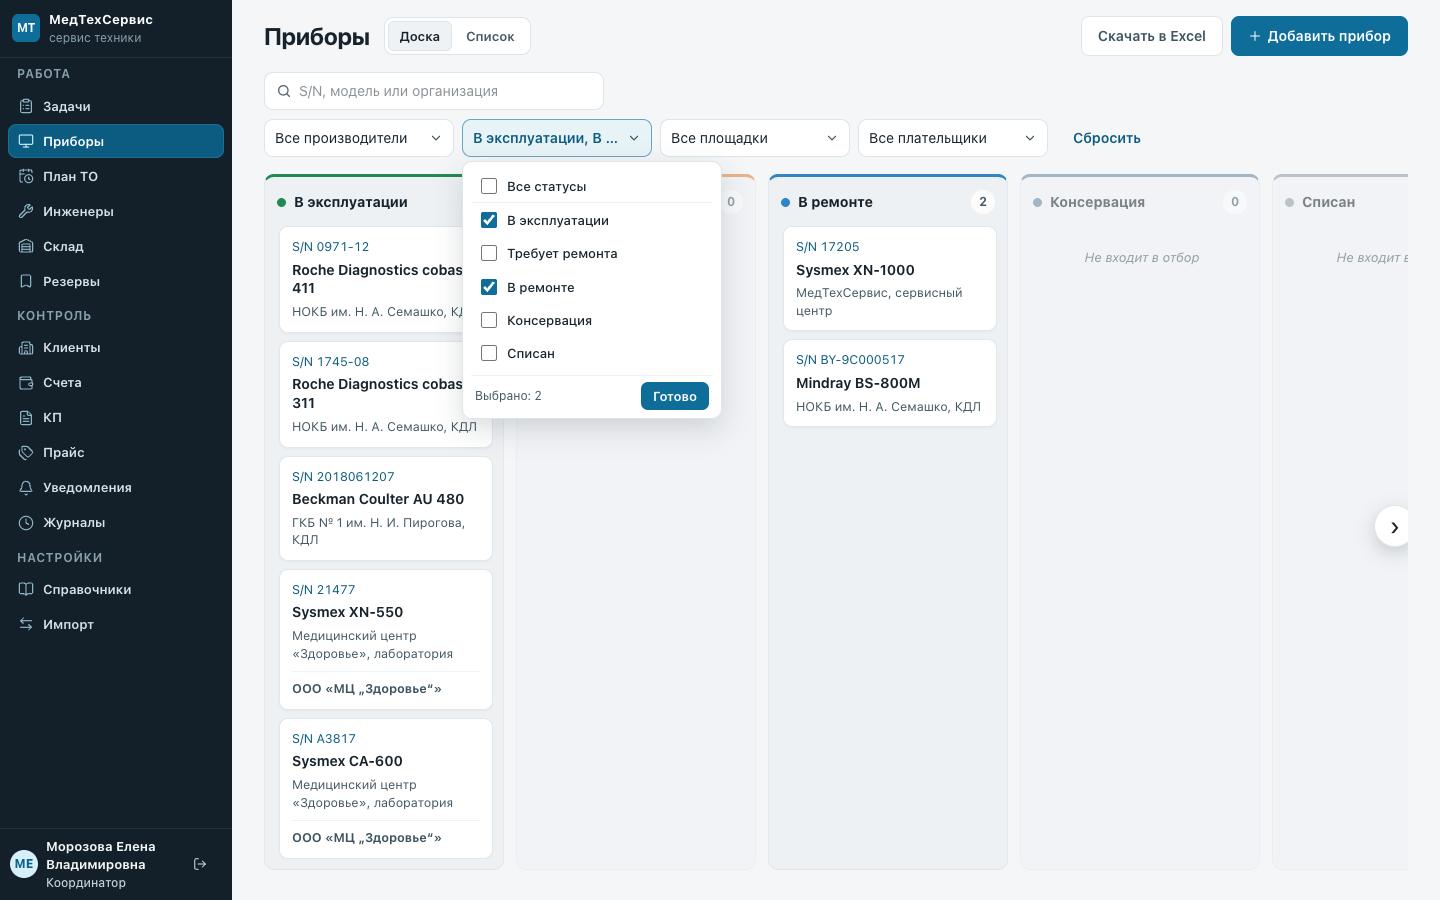 МТ
МедТехСервис
сервис техники
РАБОТА
Задачи
Приборы
План ТО
Инженеры
Склад
Резервы
КОНТРОЛЬ
Клиенты
Счета
КП
Прайс
Уведомления
Журналы
НАСТРОЙКИ
Справочники
Импорт
МЕ
Морозова Елена
Владимировна
Координатор
Приборы
Доска
Список
Скачать в Excel
+ Добавить прибор
S/N, модель или организация
Все производители
В эксплуатации, В ...
Все площадки
Все плательщики
Сбросить
Все статусы
В эксплуатации
Требует ремонта
В ремонте
Консервация
Списан
Выбрано: 2
Готово
В эксплуатации
S/N 0971-12
Roche Diagnostics cobas
411
НОКБ им. Н. А. Семашко, КД
S/N 1745-08
Roche Diagnostics cobas
311
НОКБ им. Н. А. Семашко, КДЛ
S/N 2018061207
Beckman Coulter AU 480
ГКБ № 1 им. Н. И. Пирогова,
КДЛ
S/N 21477
Sysmex XN-550
Медицинский центр
«Здоровье», лаборатория
ООО «МЦ „Здоровье“»
S/N A3817
Sysmex CA-600
Медицинский центр
«Здоровье», лаборатория
ООО «МЦ „Здоровье“»
0
В ремонте
2
S/N 17205
Sysmex XN-1000
МедТехСервис, сервисный
центр
S/N BY-9C000517
Mindray BS-800M
НОКБ им. Н. А. Семашко, КДЛ
Консервация
0
Не входит в отбор
Списан
Не входит в